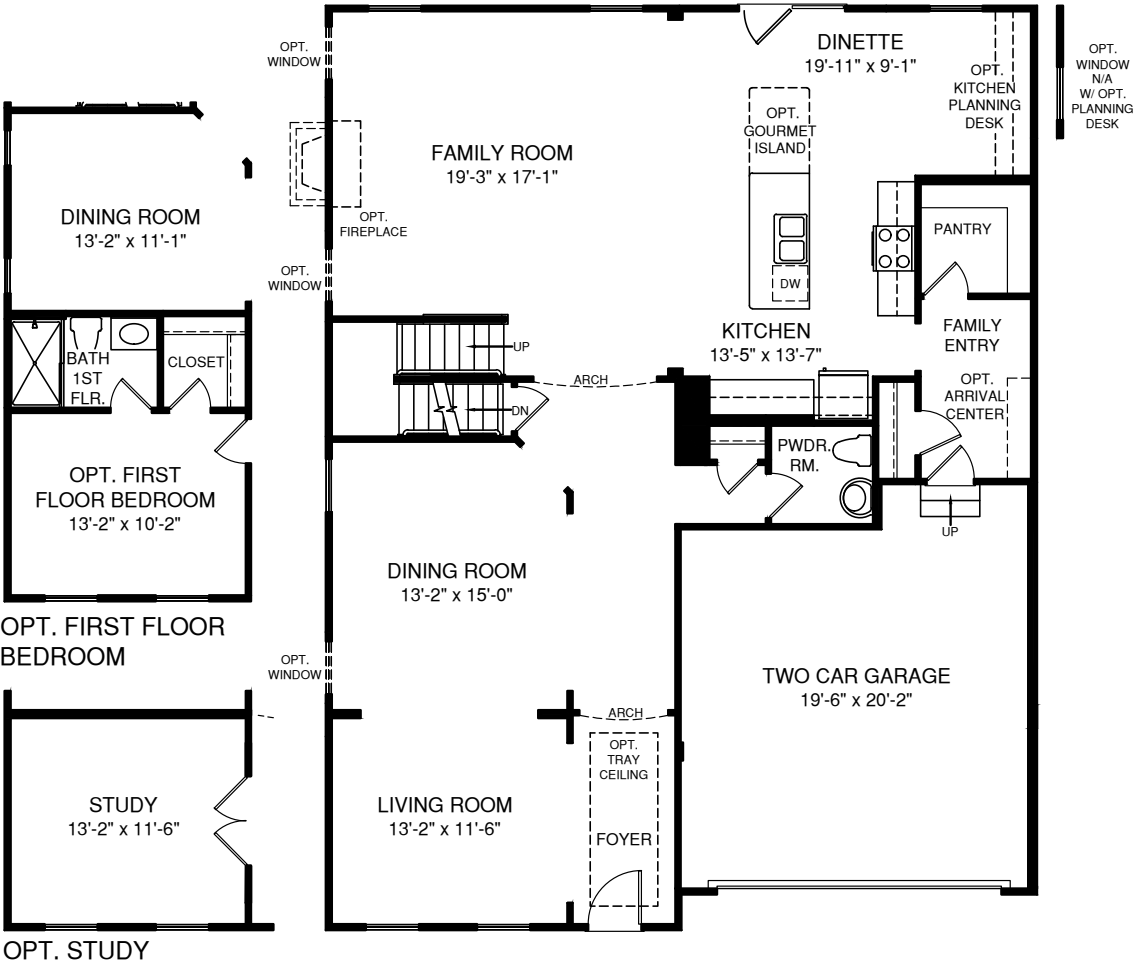 OPT.
WINDOW
DINETTE
19'-11" x 9'-1"
OPT.
KITCHEN
PLANNING
DESK
OPT.
WINDOW
N/A
W/ OPT.
PLANNING
DESK
OPT.
GOURMET
ISLAND
FAMILY ROOM
19'-3" x 17'-1"
OPT.
FIREPLACE
OPT.
WINDOW
DW
PANTRY
KITCHEN
13'-5" x 13'-7"
FAMILY
ENTRY
OPT.
ARRIVAL
CENTER
UP
ARCH
DN
PWDR.
RM.
UP
DINING ROOM
13'-2" x 15'-0"
OPT.
WINDOW
TWO CAR GARAGE
19'-6" x 20'-2"
ARCH
OPT.
TRAY
CEILING
LIVING ROOM
13'-2" x 11'-6"
FOYER
DINING ROOM
13'-2" x 11'-1"
BATH
1ST
FLR.
CLOSET
OPT. FIRST
FLOOR BEDROOM
13'-2" x 10'-2"
OPT. FIRST FLOOR
BEDROOM
STUDY
13'-2" x 11'-6"
OPT. STUDY